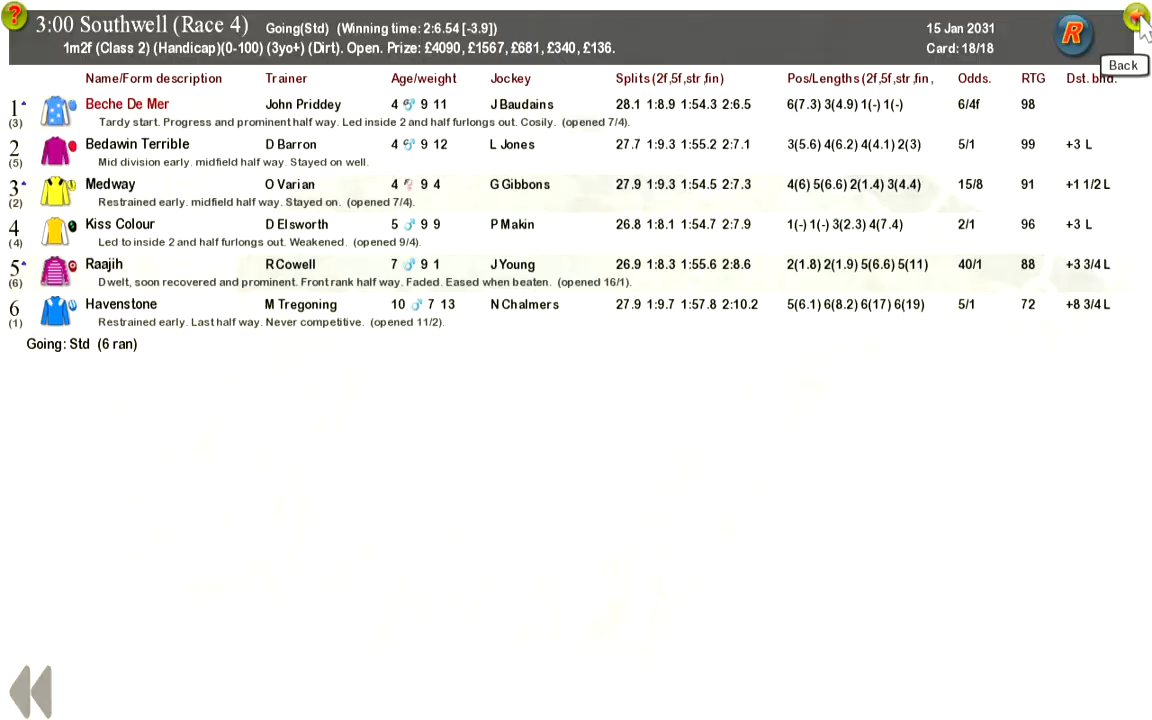 ?
3:00 Southwell (Race 4) Going(Std) (Winning time: 2:6.54 [-3.9]) 15 Jan 2031
1m2f (Class 2) (Handicap)(0-100) (3yo+) (Dirt). Open. Prize: £4090, £1567, £681, £340, £136. Card: 18/18
R
Back
Name/Form description Trainer Age/weight Jockey Splits(2f,5f,str,fin) Pos/Lengths(2f,5f,str,fin, Odds. RTG Dst. bhd.
1 Beche De Mer John Priddey 4 9 11 J Baudains 28.1 1:8.9 1:54.3 2:6.5 6(7.3) 3(4.9) 1(-) 1(-) 6/4f 98
(3) Tardy start. Progress and prominent half way. Led inside 2 and half furlongs out. Cosily. (opened 7/4).
2 Bedawin Terrible D Barron 4 9 12 L Jones 27.7 1:9.3 1:55.2 2:7.1 3(5.6) 4(6.2) 4(4.1) 2(3) 5/1 99 +3 L
(5) Mid division early. midfield half way. Stayed on well.
3 Medway O Varian 4 9 4 G Gibbons 27.9 1:9.3 1:54.5 2:7.3 4(6) 5(6.6) 2(1.4) 3(4.4) 15/8 91 +1 1/2 L
(2) Restrained early. midfield half way. Stayed on. (opened 7/4).
4 Kiss Colour D Elsworth 5 9 9 P Makin 26.8 1:8.1 1:54.7 2:7.9 1(-) 1(-) 3(2.3) 4(7.4) 2/1 96 +3 L
(4) Led to inside 2 and half furlongs out. Weakened. (opened 9/4).
5 Raajih R Cowell 7 9 1 J Young 26.9 1:8.3 1:55.6 2:8.6 2(1.8) 2(1.9) 5(6.6) 5(11) 40/1 88 +3 3/4 L
(6) Dwelt, soon recovered and prominent. Front rank half way. Faded. Eased when beaten. (opened 16/1).
6 Havenstone M Tregoning 10 7 13 N Chalmers 27.9 1:9.7 1:57.8 2:10.2 5(6.1) 6(8.2) 6(17) 6(19) 5/1 72 +8 3/4 L
(1) Restrained early. Last half way. Never competitive. (opened 11/2).
Going: Std (6 ran)